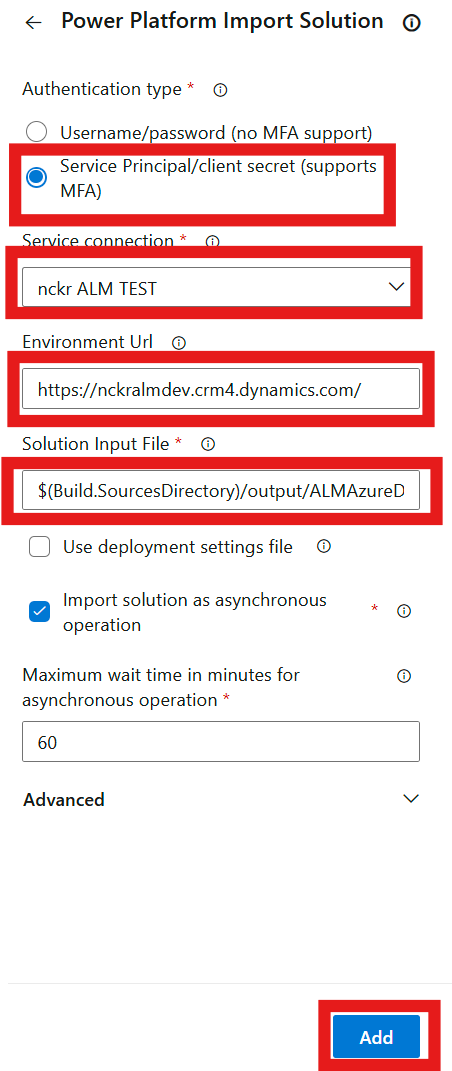 Power Platform Import Solution
Authentication type *
Username/password (no MFA support)
Service Principal/client secret (supports
MFA)
Service connection *
nckr ALM TEST
Environment Url
https://nckralmdev.crm4.dynamics.com/
Solution Input File *
$(Build.SourcesDirectory)/output/ALMAzureD
Use deployment settings file
Import solution as asynchronous *
operation
Maximum wait time in minutes for
asynchronous operation *
60
Advanced
Add